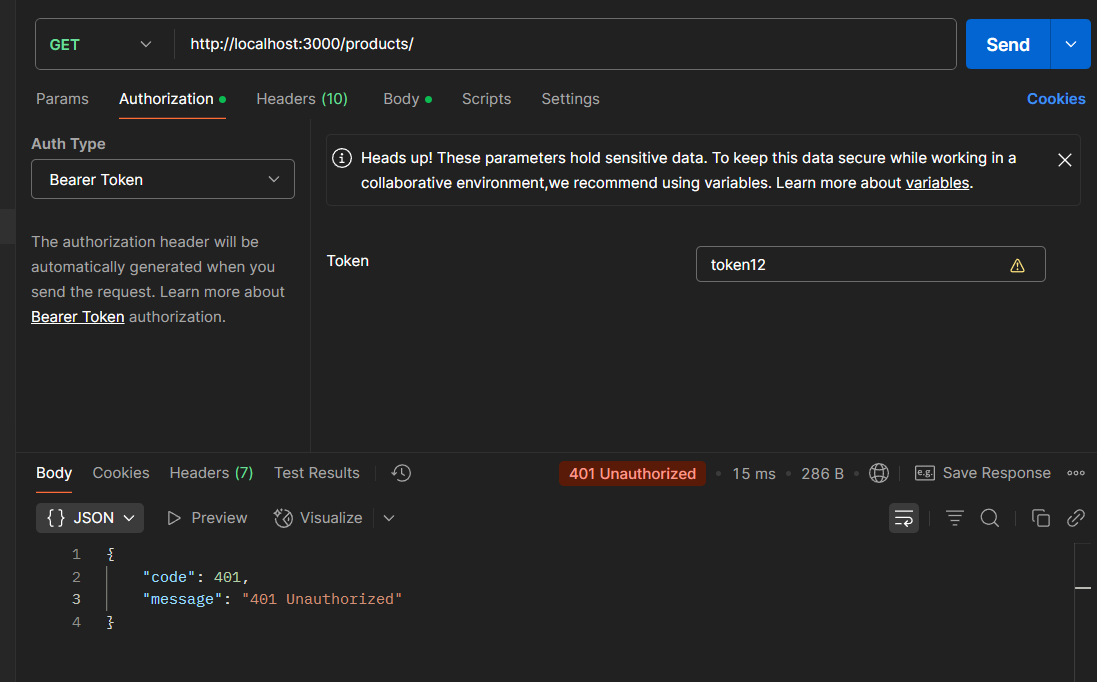 GET http://localhost:3000/products/ Send
Params Authorization Headers (10) Body Scripts Settings Cookies
Auth Type
Bearer Token
The authorization header will be
automatically generated when you
send the request. Learn more about
Bearer Token authorization.
Heads up! These parameters hold sensitive data. To keep this data secure while working in a
collaborative environment,we recommend using variables. Learn more about variables.
Token token12
Body Cookies Headers (7) Test Results 401 Unauthorized 15 ms 286 B e.g. Save Response
{} JSON Preview Visualize
1 {
2 "code": 401,
3 "message": "401 Unauthorized"
4 }